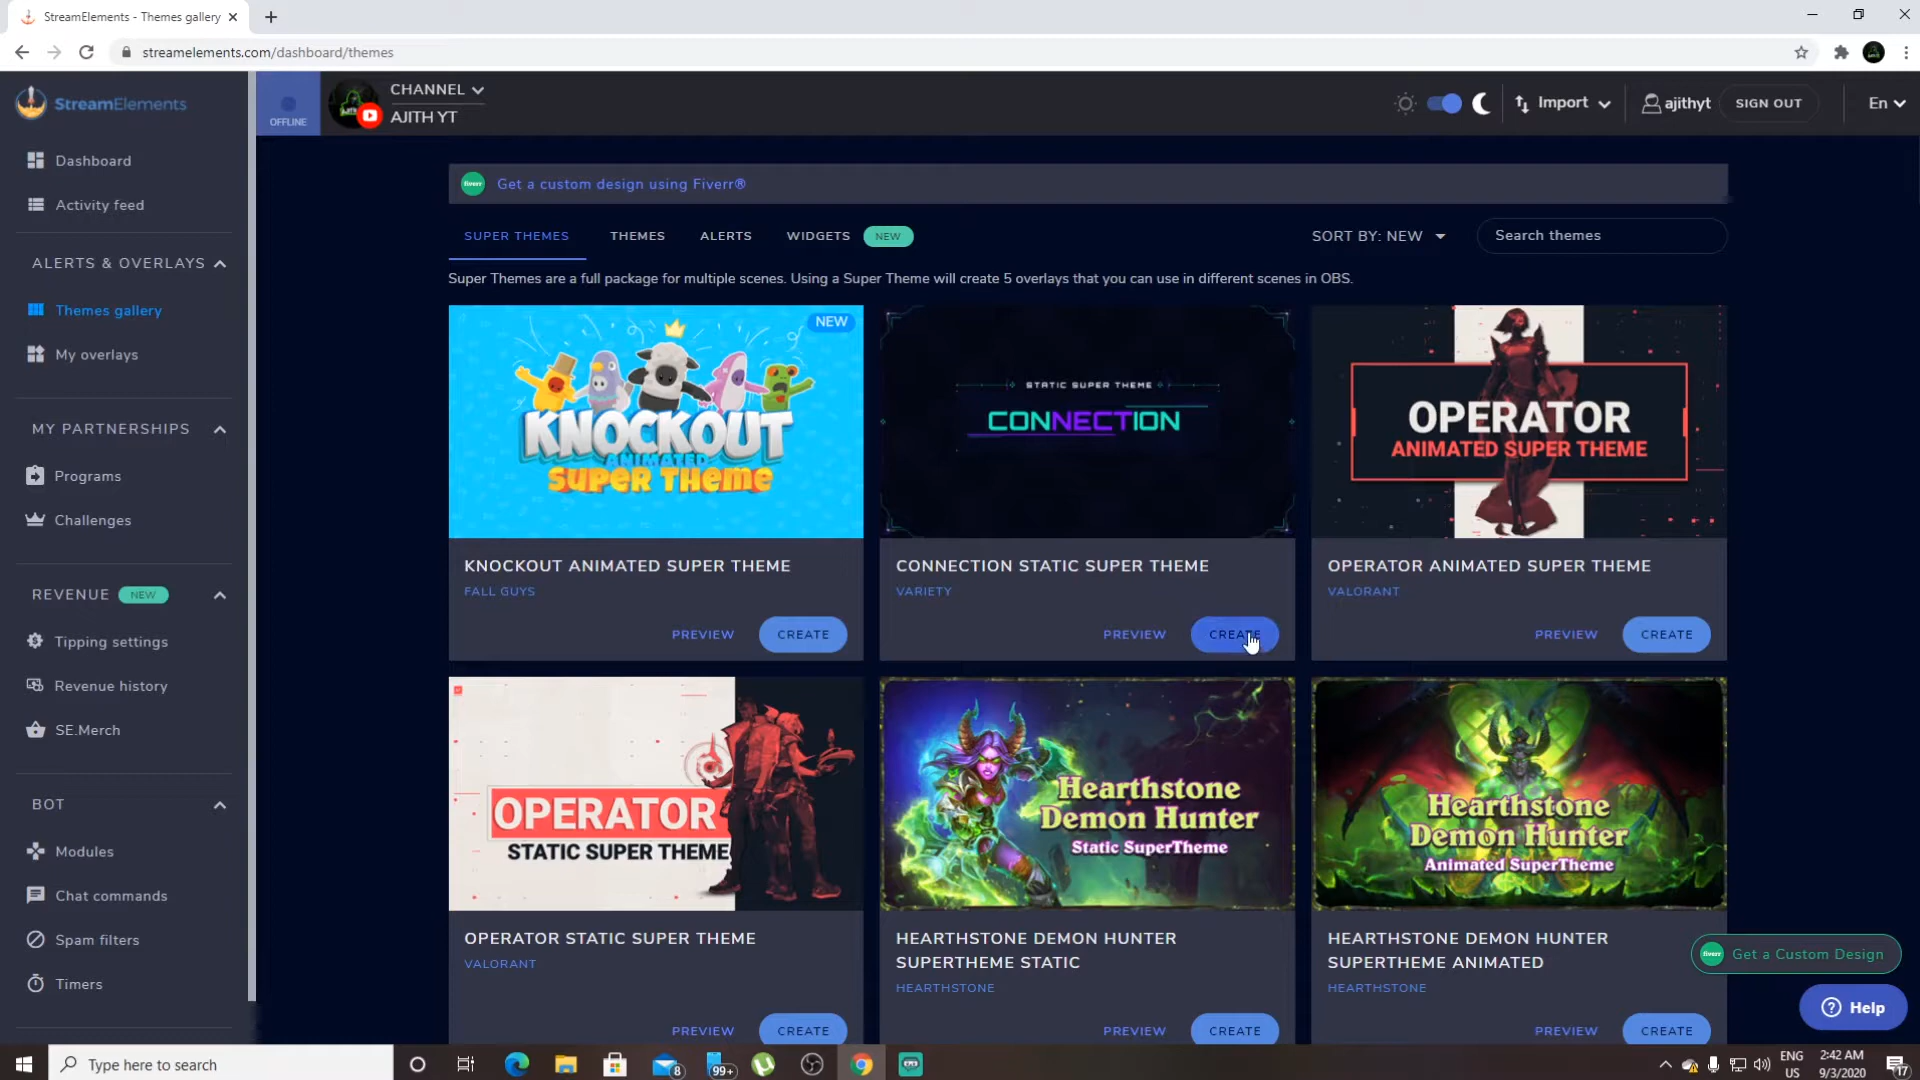 StreamElements - Themes gallery
streamelements.com/dashboard/themes
StreamElements
OFFLINE
CHANNEL
AJITH YT
Import
ajithyt
SIGN OUT
En
Dashboard
Activity feed
ALERTS & OVERLAYS
Themes gallery
My overlays
MY PARTNERSHIPS
Programs
Challenges
REVENUE NEW
Tipping settings
Revenue history
SE.Merch
BOT
Modules
Chat commands
Spam filters
Timers
fiverr Get a custom design using Fiverr®
SUPER THEMES THEMES ALERTS WIDGETS NEW
SORT BY: NEW
Search themes
Super Themes are a full package for multiple scenes. Using a Super Theme will create 5 overlays that you can use in different scenes in OBS.
NEW
KNOCKOUT
ANIMATED
SUPER THEME
KNOCKOUT ANIMATED SUPER THEME
FALL GUYS
PREVIEW CREATE
STATIC SUPER THEME
CONNECTION
CONNECTION STATIC SUPER THEME
VARIETY
PREVIEW CREATE
OPERATOR
ANIMATED SUPER THEME
OPERATOR ANIMATED SUPER THEME
VALORANT
PREVIEW CREATE
OPERATOR
STATIC SUPER THEME
OPERATOR STATIC SUPER THEME
VALORANT
PREVIEW CREATE
Hearthstone
Demon Hunter
Static SuperTheme
HEARTHSTONE DEMON HUNTER
SUPERTHEME STATIC
HEARTHSTONE
PREVIEW CREATE
Hearthstone
Demon Hunter
Animated SuperTheme
HEARTHSTONE DEMON HUNTER
SUPERTHEME ANIMATED
HEARTHSTONE
PREVIEW CREATE
fiverr Get a Custom Design
Help
Type here to search
8
99+
ENG
US
2:42 AM
9/3/2020
17